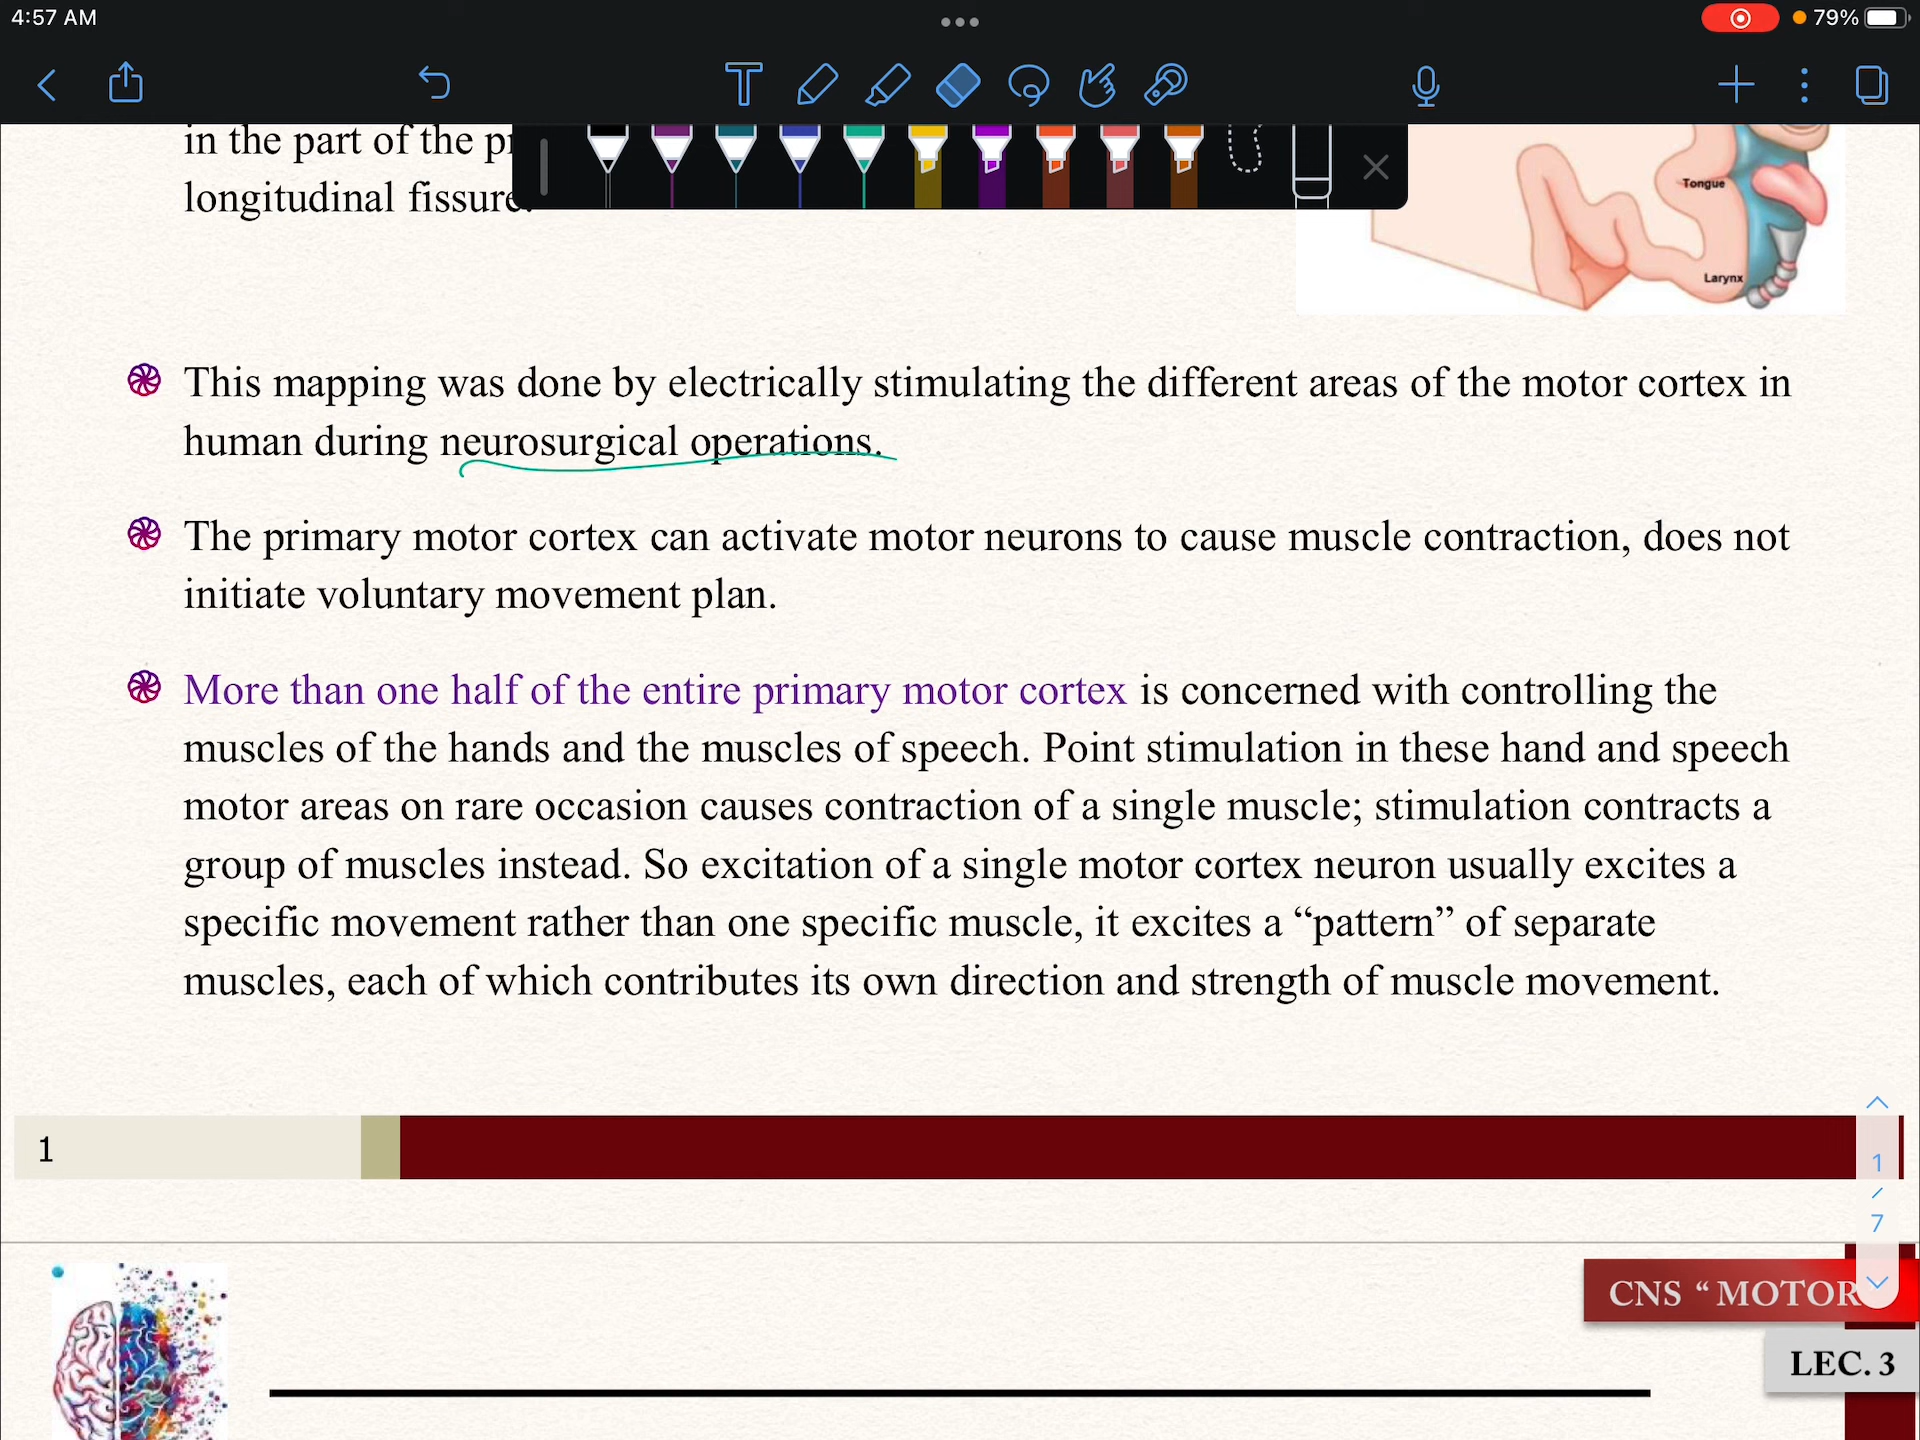 4:57 AM
79%
in the part of the
longitudinal fissure.
Tongue
Larynx
This mapping was done by electrically stimulating the different areas of the motor cortex in
human during neurosurgical operations.
The primary motor cortex can activate motor neurons to cause muscle contraction, does not
initiate voluntary movement plan.
More than one half of the entire primary motor cortex is concerned with controlling the
muscles of the hands and the muscles of speech. Point stimulation in these hand and speech
motor areas on rare occasion causes contraction of a single muscle; stimulation contracts a
group of muscles instead. So excitation of a single motor cortex neuron usually excites a
specific movement rather than one specific muscle, it excites a “pattern” of separate
muscles, each of which contributes its own direction and strength of muscle movement.
1
1
/
7
CNS “ MOTOR
LEC. 3